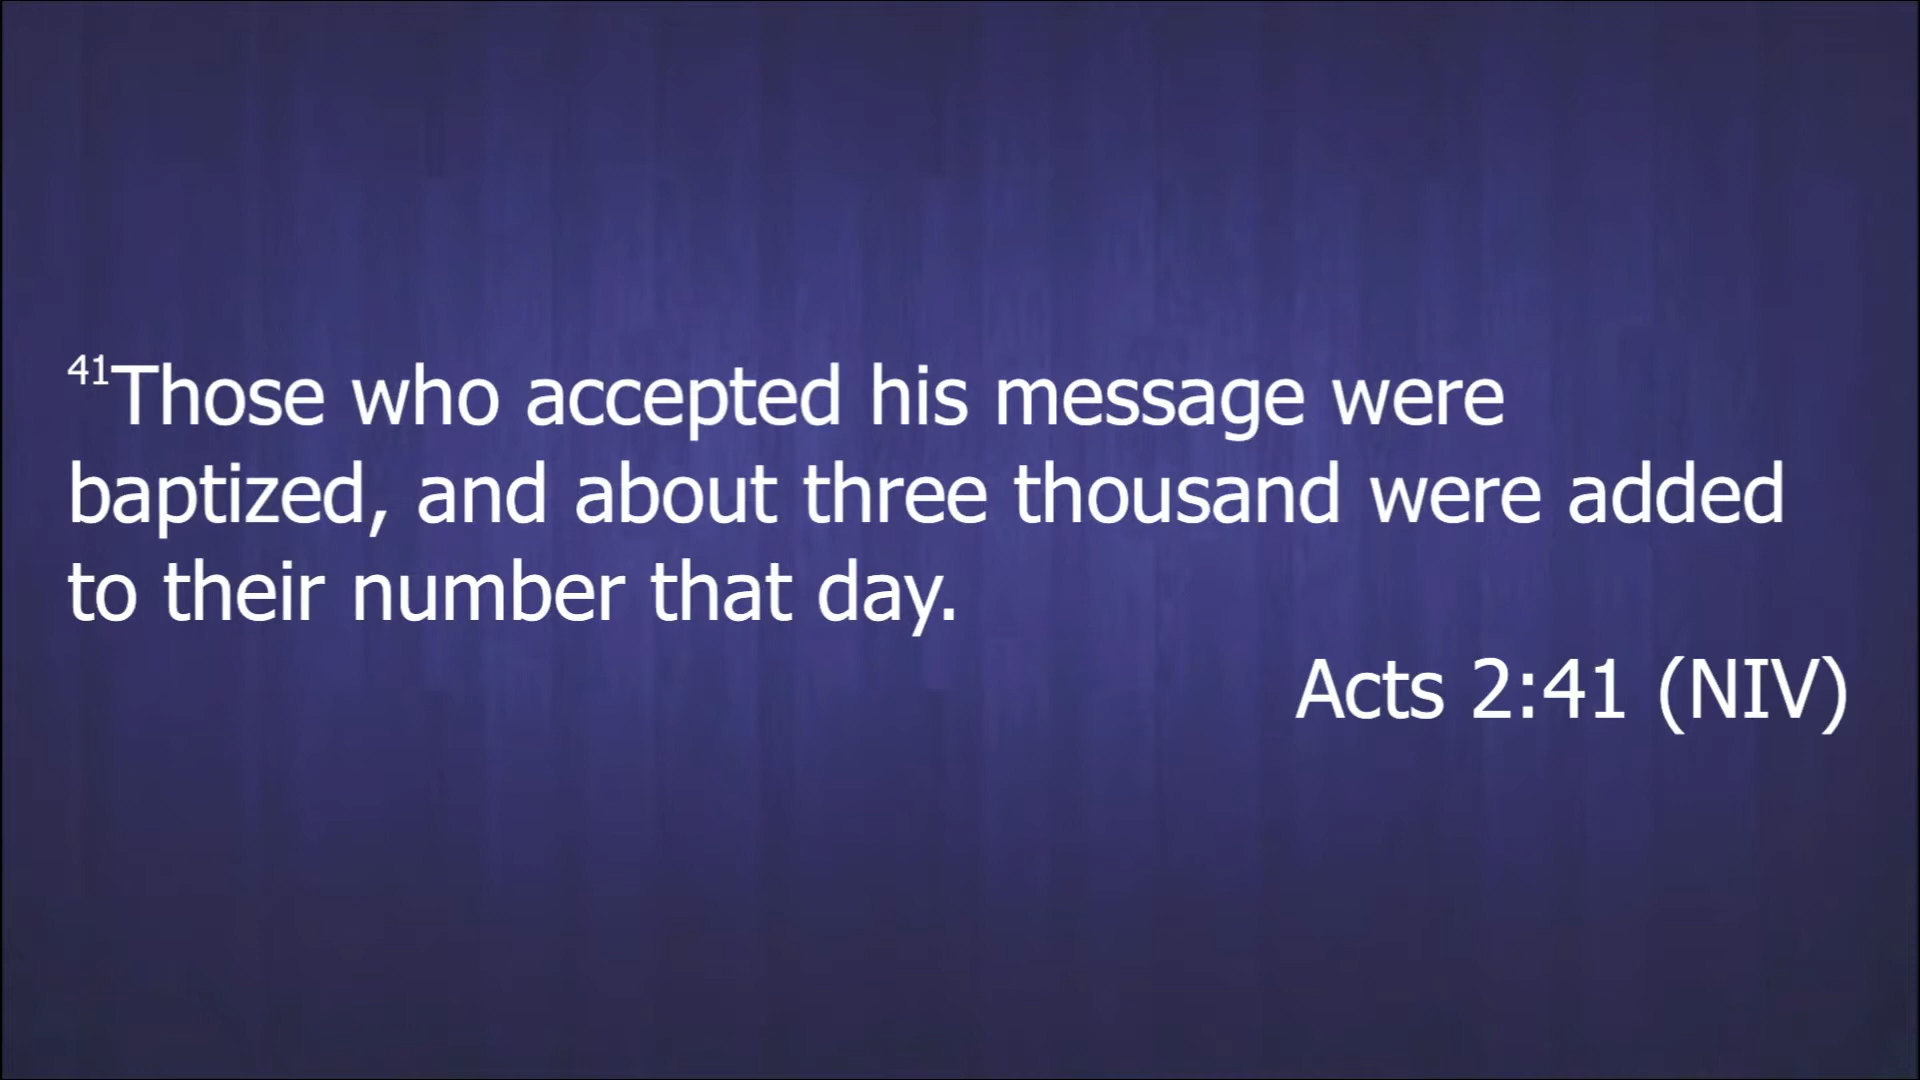 41Those who accepted his message were
baptized, and about three thousand were added
to their number that day.
Acts 2:41 (NIV)